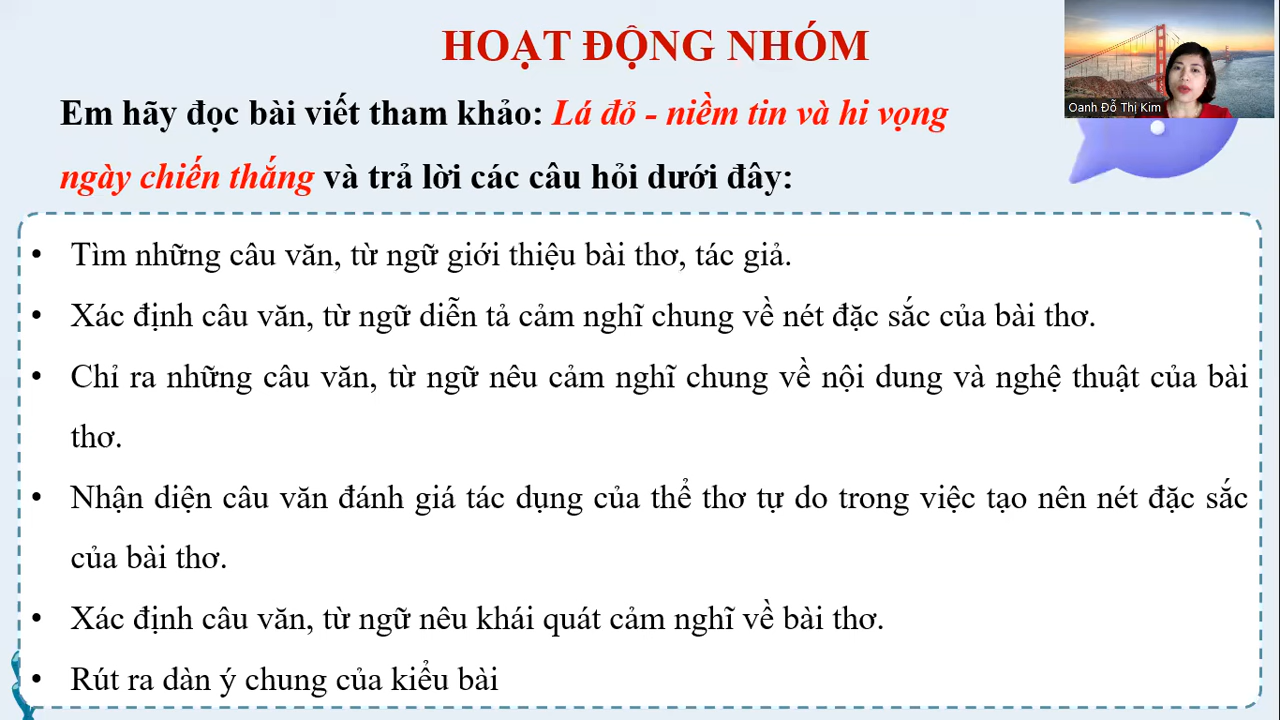 HOẠT ĐỘNG NHÓM
Em hãy đọc bài viết tham khảo: Lá đỏ - niềm tin và hi vọng
ngày chiến thắng và trả lời các câu hỏi dưới đây:
Oanh Đỗ Thị Kim
• Tìm những câu văn, từ ngữ giới thiệu bài thơ, tác giả.
• Xác định câu văn, từ ngữ diễn tả cảm nghĩ chung về nét đặc sắc của bài thơ.
• Chỉ ra những câu văn, từ ngữ nêu cảm nghĩ chung về nội dung và nghệ thuật của bài
thơ.
• Nhận diện câu văn đánh giá tác dụng của thể thơ tự do trong việc tạo nên nét đặc sắc
của bài thơ.
• Xác định câu văn, từ ngữ nêu khái quát cảm nghĩ về bài thơ.
• Rút ra dàn ý chung của kiểu bài